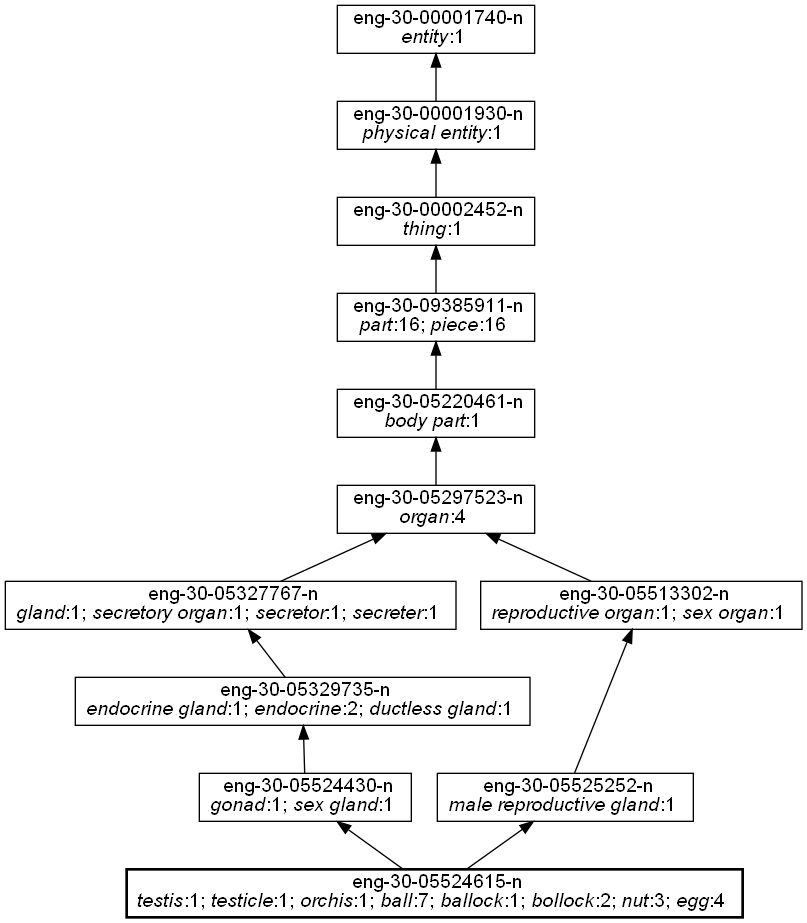 eng-30-00001740-n
entity:1
eng-30-00001930-n
physical entity:1
eng-30-00002452-n
thing:1
eng-30-09385911-n
part:16; piece:16
eng-30-05220461-n
body part:1
eng-30-05297523-n
organ:4
eng-30-05327767-n
gland:1; secretory organ:1; secretor:1; secreter:1
eng-30-05513302-n
reproductive organ:1; sex organ:1
eng-30-05329735-n
endocrine gland:1; endocrine:2; ductless gland:1
eng-30-05524430-n
gonad:1; sex gland:1
eng-30-05525252-n
male reproductive gland:1
eng-30-05524615-n
testis:1; testicle:1; orchis:1; ball:7; ballock:1; bollock:2; nut:3; egg:4